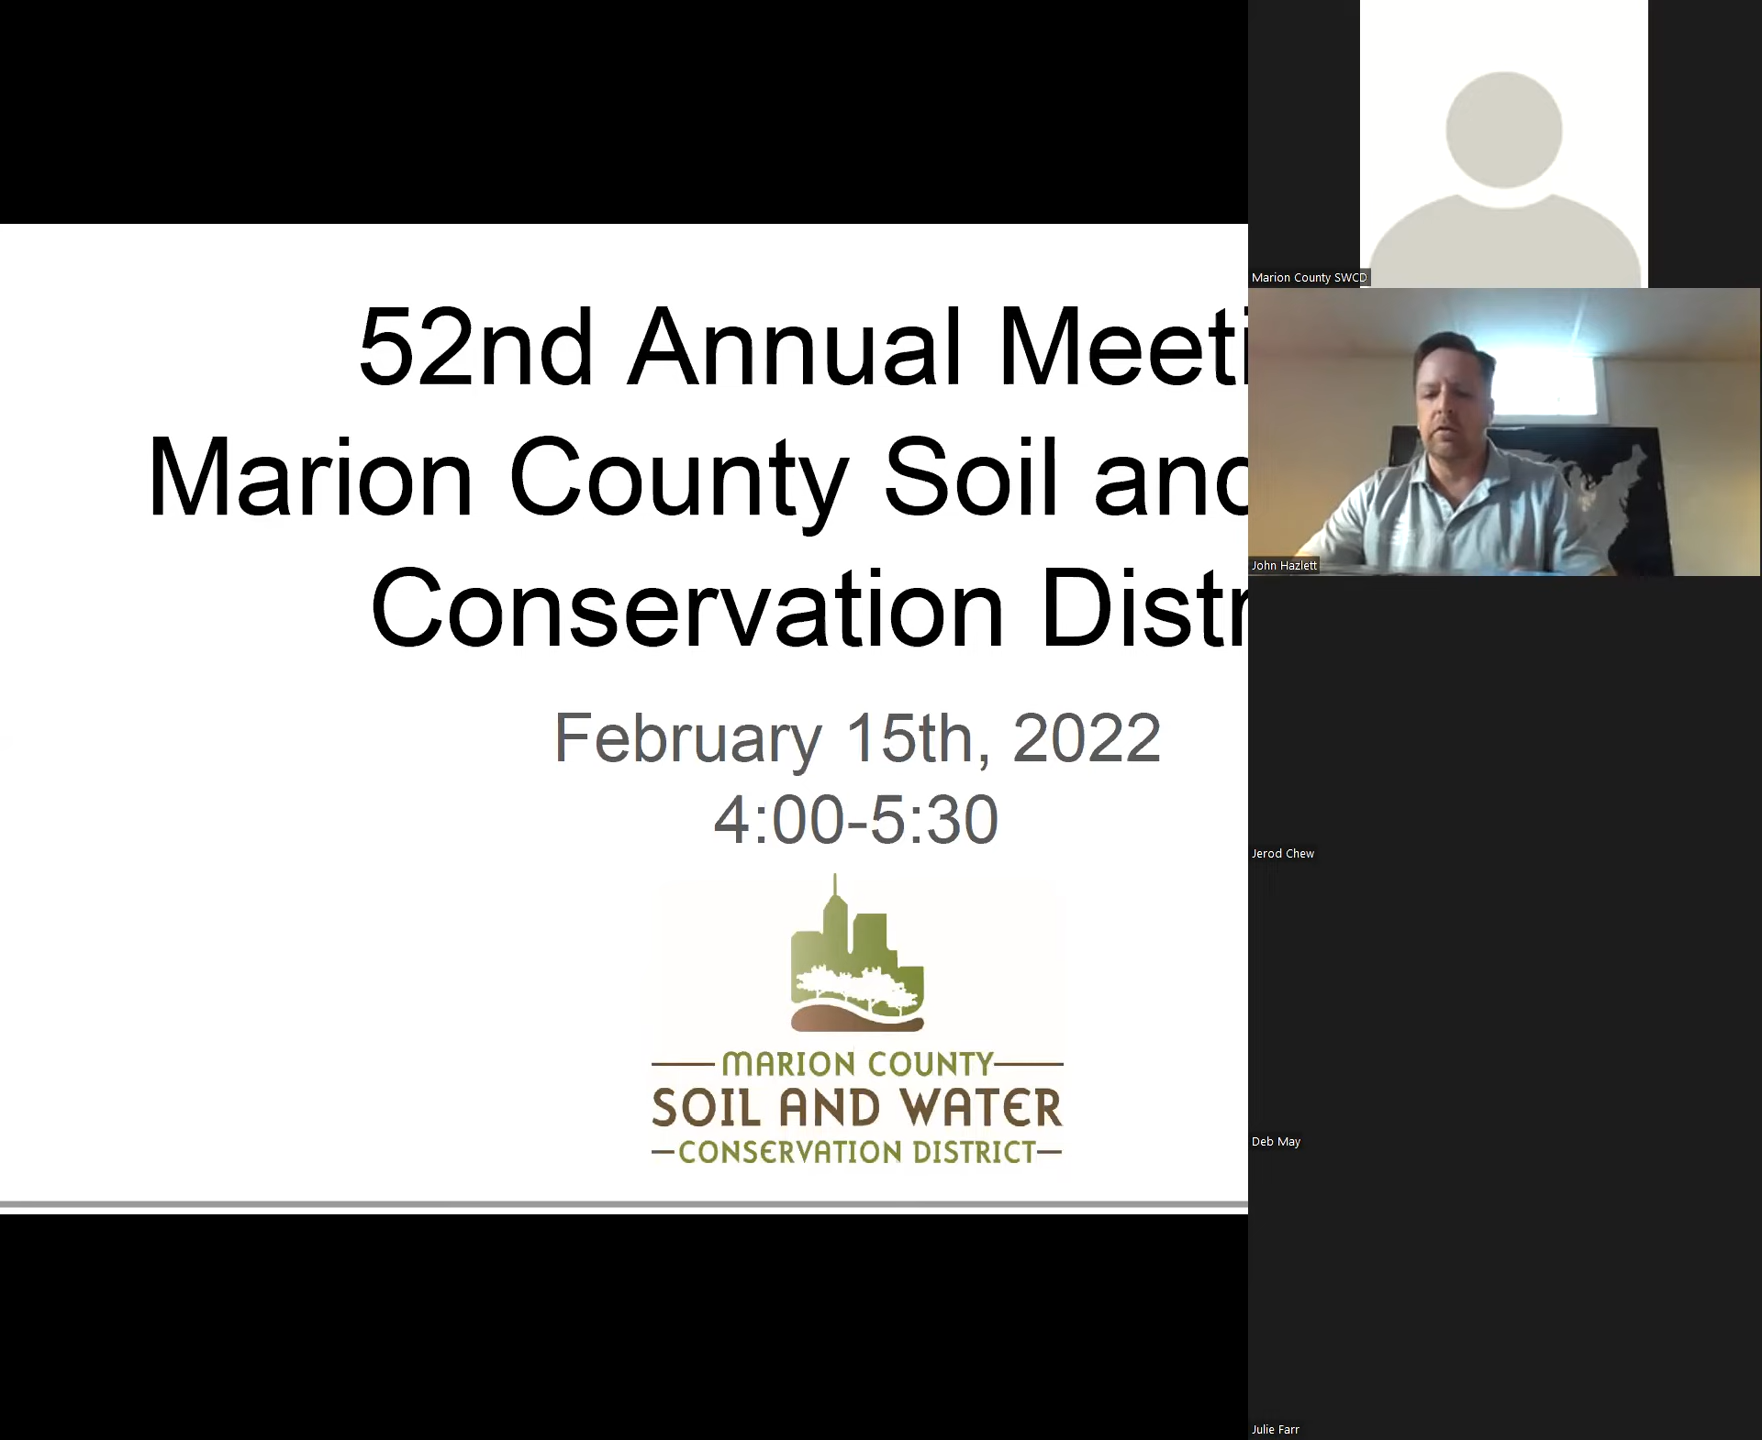 52nd Annual Meeti
Marion County Soil and
Conservation Distr
February 15th, 2022
4:00-5:30
MARION COUNTY
SOIL AND WATER
CONSERVATION DISTRICT
Marion County SWCD
John Hazlett
Jerod Chew
Deb May
Julie Farr